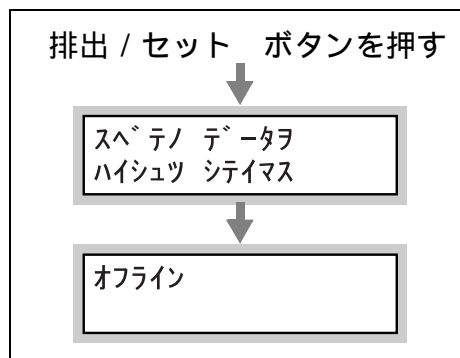 排出 / セット　ボタンを押す
スベテノ データヲ
ハイシュツ シテイマス
オフライン